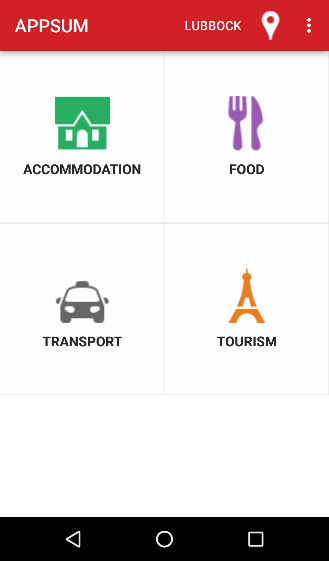 APPSUM LUBBOCK
ACCOMMODATION FOOD
TRANSPORT TOURISM